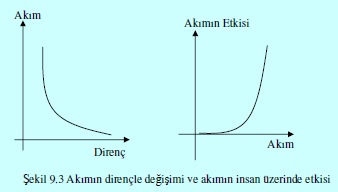 Akım
Akımın Etkisi
Direnç
Akım
Şekil 9.3 Akımın dirençle değişimi ve akımın insan üzerinde etkisi